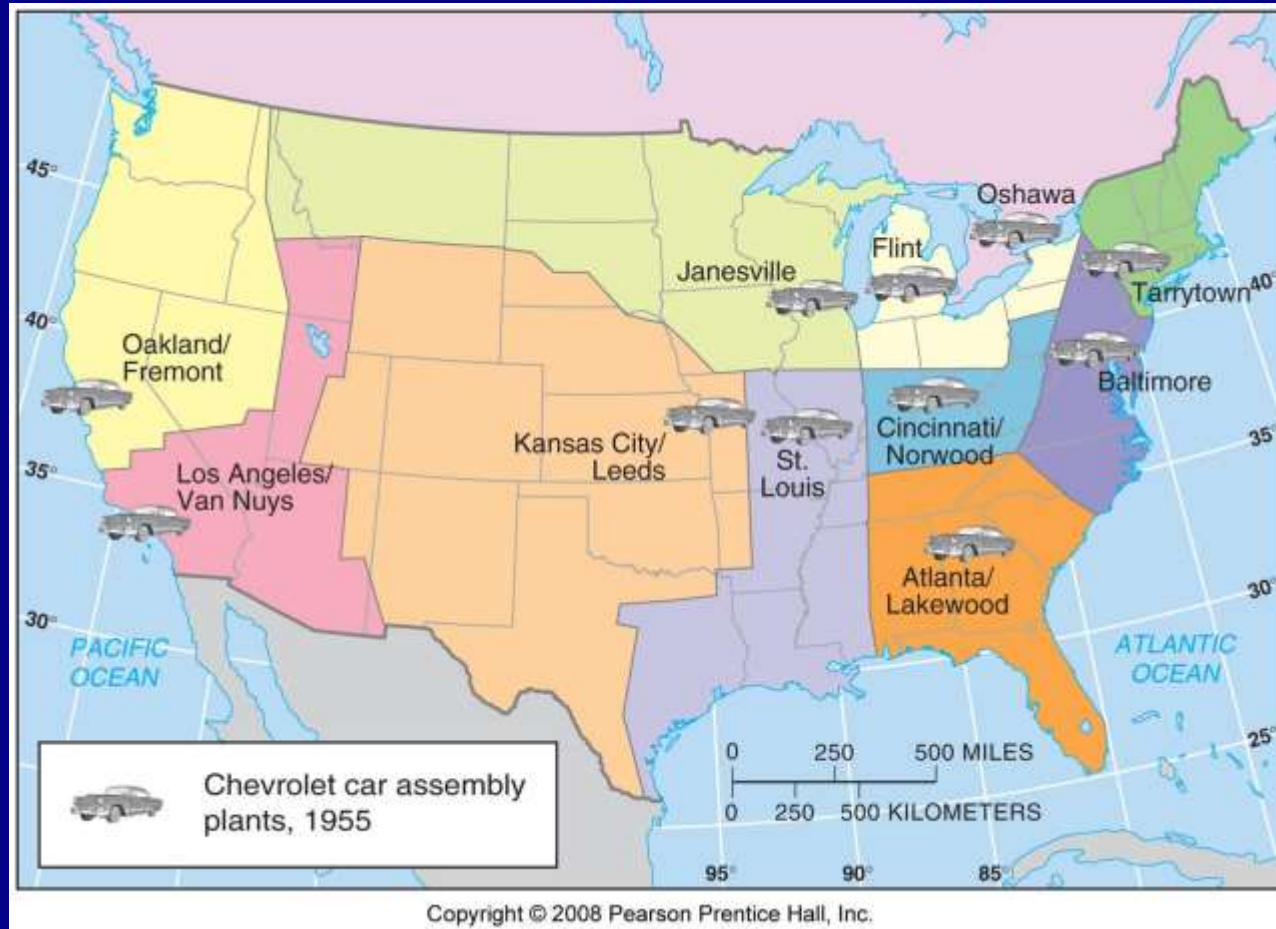 45°
40°
35°
30°
Oshawa
Flint
Janesville
Tarrytown
40°
Oakland/
Fremont
Baltimore
Kansas City/
Leeds
St.
Louis
Cincinnati/
Norwood
35°
Los Angeles/
Van Nuys
Atlanta/
Lakewood
30°
PACIFIC
OCEAN
ATLANTIC
OCEAN
25°
0 250 500 MILES
0 250 500 KILOMETERS
Chevrolet car assembly
plants, 1955
95° 90° 85°
Copyright © 2008 Pearson Prentice Hall, Inc.